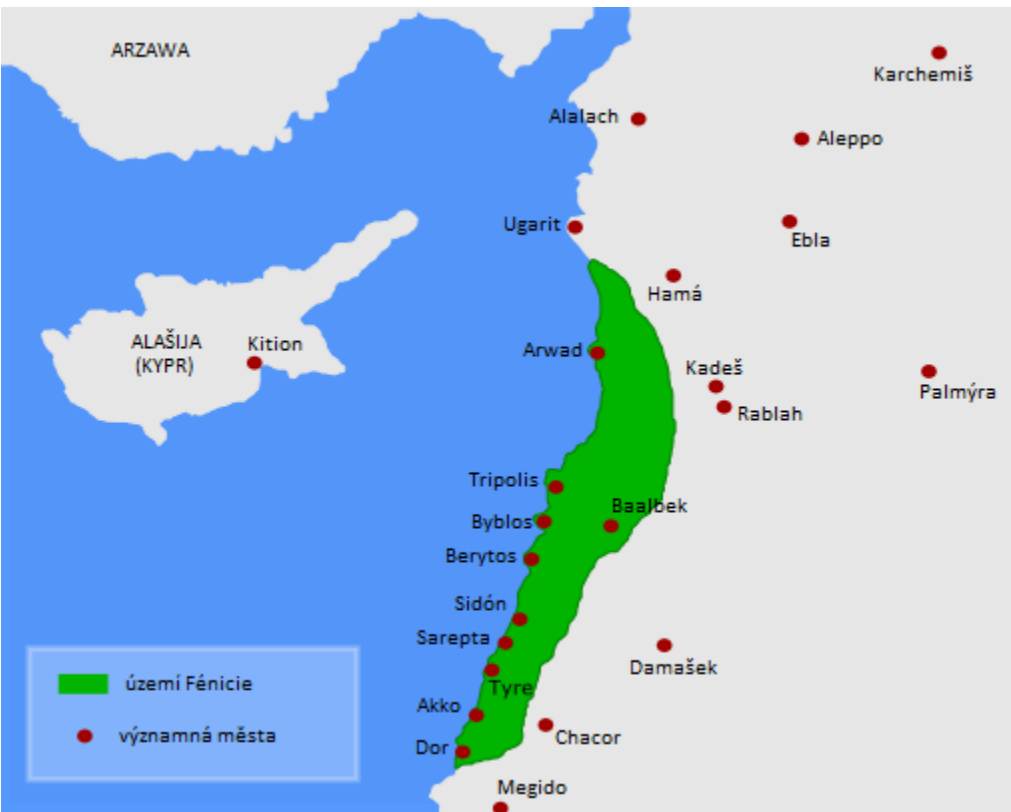 ARZAWA
Karchemiš
Alalach
Aleppo
Ugarit
Ebla
Hamá
ALAŠIJA
(KYPR)
Kition
Arwad
Kadeš
Palmýra
Rablah
Tripolis
Baalbek
Byblos
Berytos
Sidón
Sarepta
Damašek
území Fénicie
Tyre
Akko
významná města
Chacor
Dor
Megido